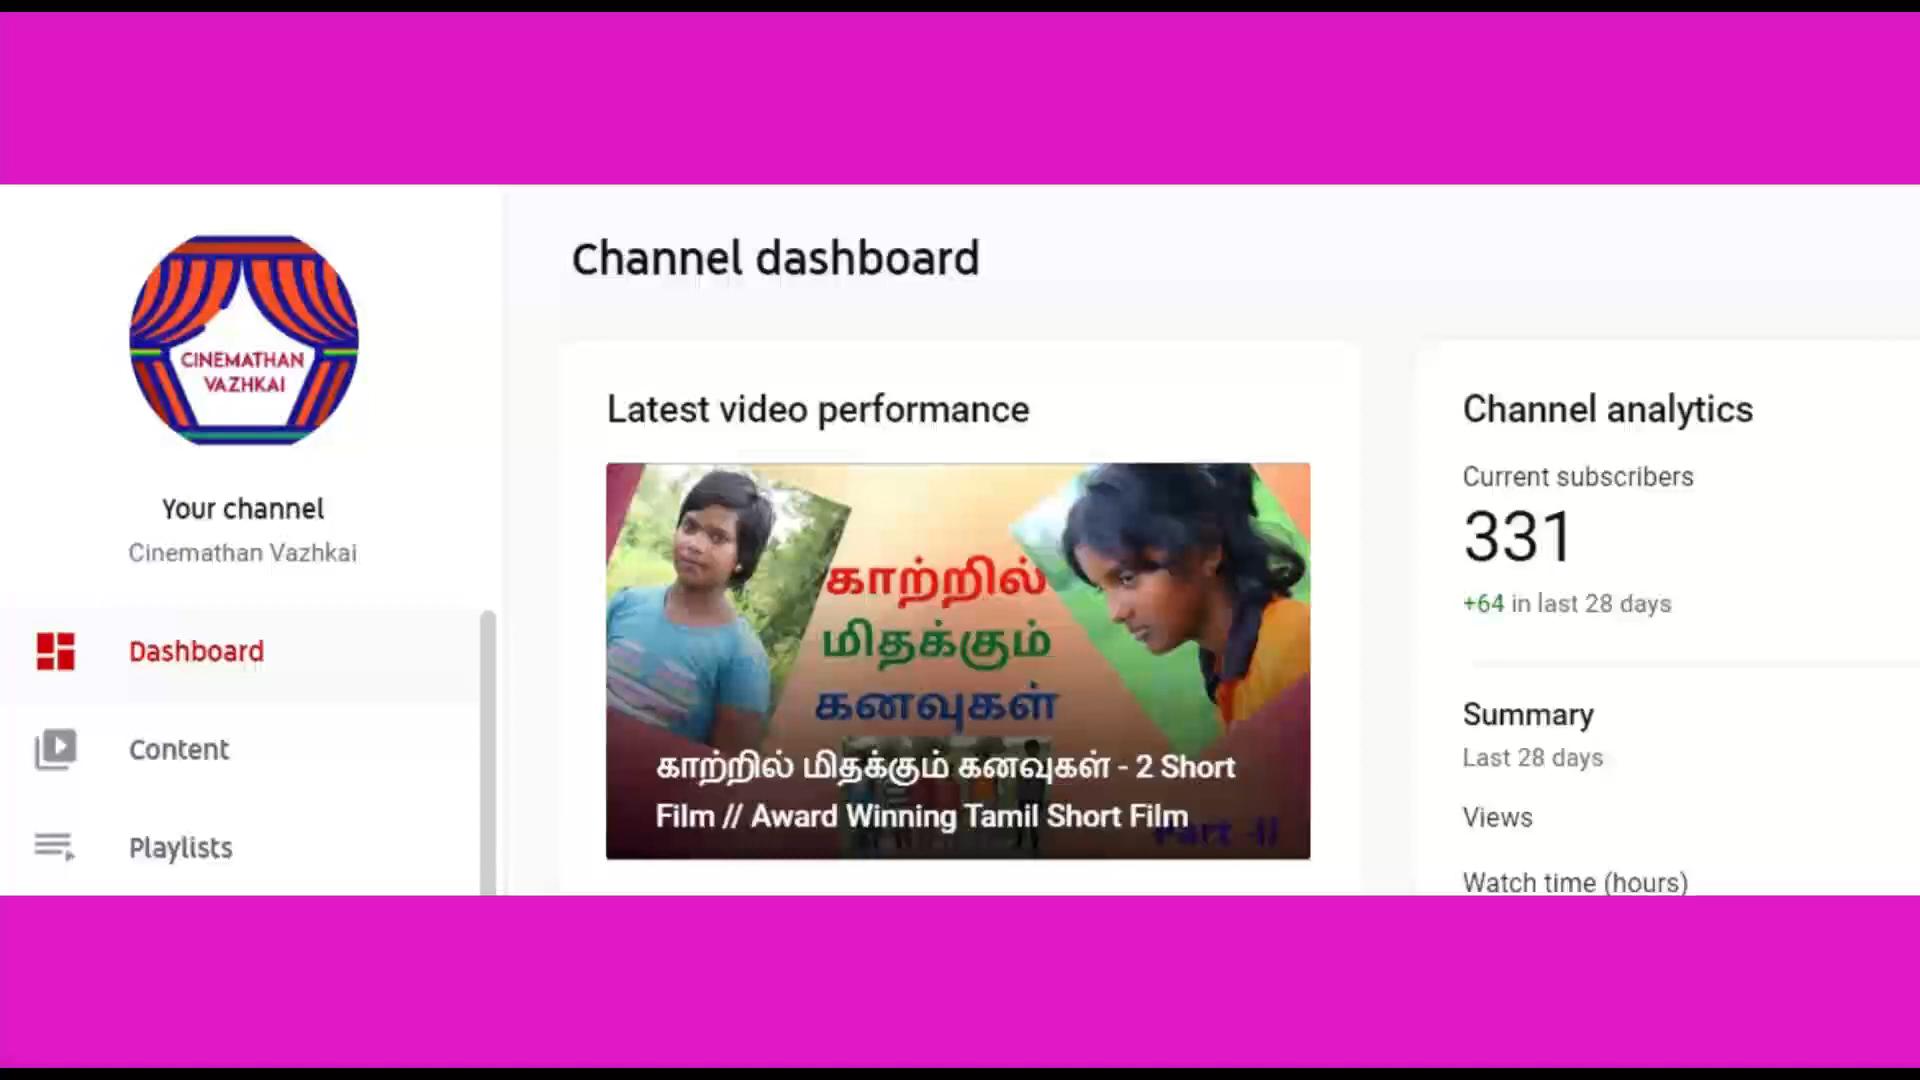 Channel dashboard
CINEMATHAN
VAZHKAI
Your channel
Cinemathan Vazhkai
Dashboard
Content
Playlists
Latest video performance
காற்றில்
மிதக்கும்
கனவுகள்
காற்றில் மிதக்கும் கனவுகள் - 2 Short
Film // Award Winning Tamil Short Film
Part -II
Channel analytics
Current subscribers
331
+64 in last 28 days
Summary
Last 28 days
Views
Watch time (hours)